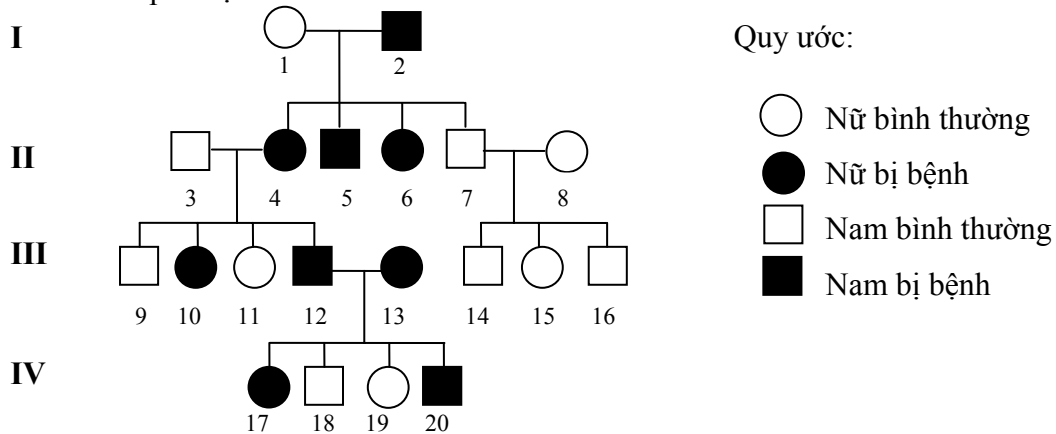 I
1 2
Quy ước:
Nữ bình thường
II
3 4 5 6 7 8
Nữ bị bệnh
Nam bình thường
III
9 10 11 12 13 14 15 16
Nam bị bệnh
IV
17 18 19 20